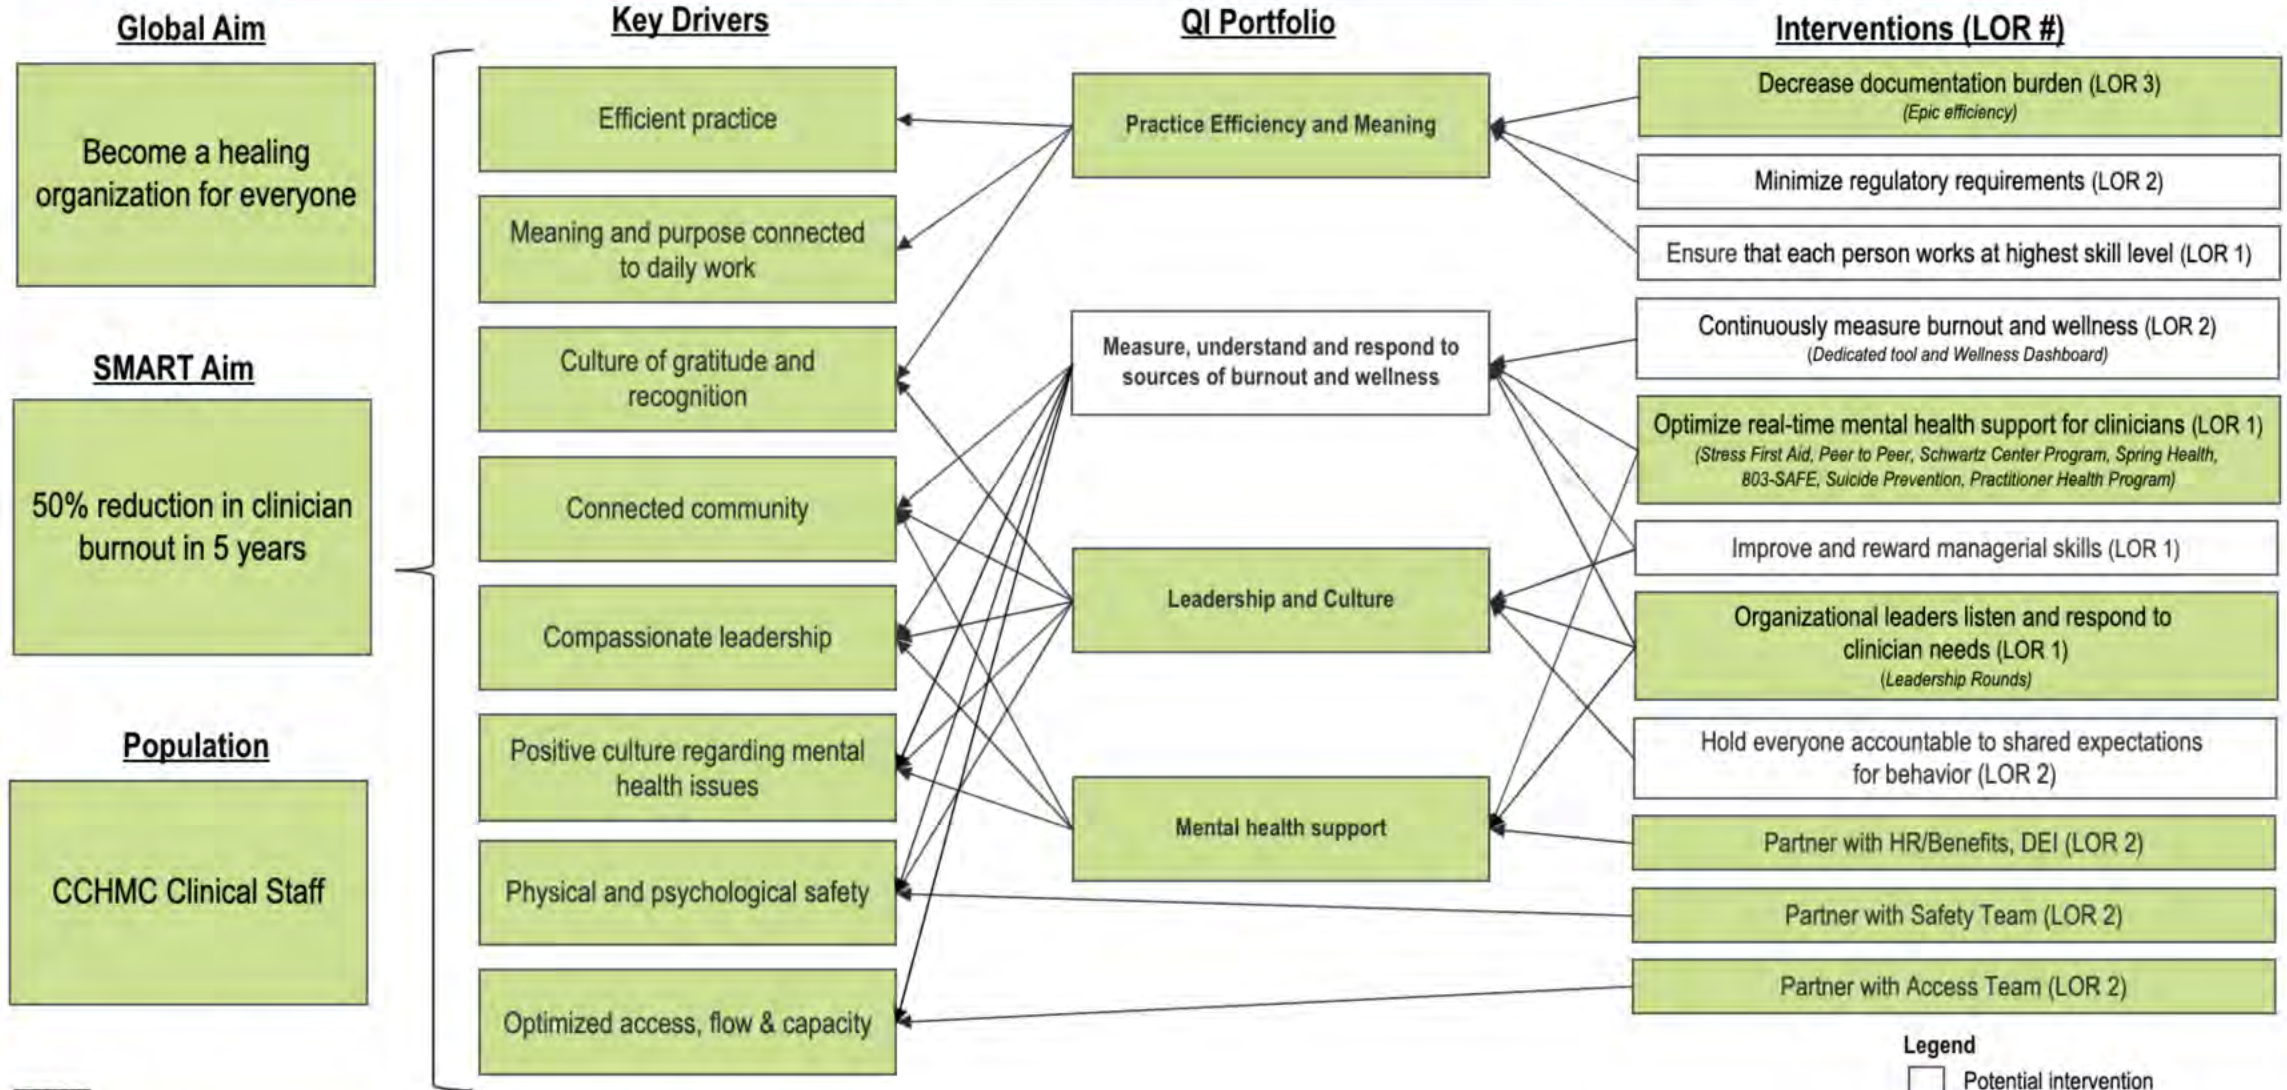 Global Aim
Become a healing
organization for everyone
SMART Aim
50% reduction in clinician
burnout in 5 years
Population
CCHMC Clinical Staff
Key Drivers
Efficient practice
Meaning and purpose connected
to daily work
Culture of gratitude and
recognition
Connected community
Compassionate leadership
Positive culture regarding mental
health issues
Physical and psychological safety
Optimized access, flow & capacity
QI Portfolio
Practice Efficiency and Meaning
Measure, understand and respond to
sources of burnout and wellness
Leadership and Culture
Mental health support
Interventions (LOR #)
Decrease documentation burden (LOR 3)
(Epic efficiency)
Minimize regulatory requirements (LOR 2)
Ensure that each person works at highest skill level (LOR 1)
Continuously measure burnout and wellness (LOR 2)
(Dedicated tool and Wellness Dashboard)
Optimize real-time mental health support for clinicians (LOR 1)
(Stress First Aid, Peer to Peer, Schwartz Center Program, Spring Health,
803-SAFE, Suicide Prevention, Practitioner Health Program)
Improve and reward managerial skills (LOR 1)
Organizational leaders listen and respond to
clinician needs (LOR 1)
(Leadership Rounds)
Hold everyone accountable to shared expectations
for behavior (LOR 2)
Partner with HR/Benefits, DEI (LOR 2)
Partner with Safety Team (LOR 2)
Partner with Access Team (LOR 2)
Legend
Potential intervention